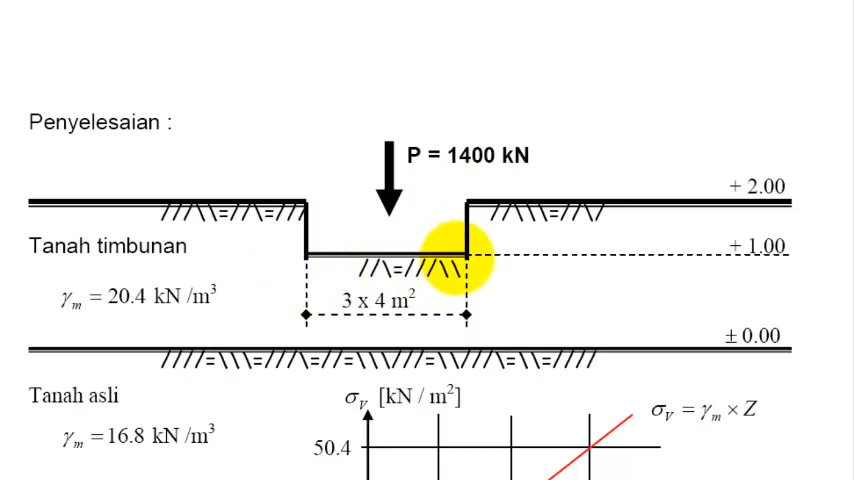 Penyelesaian :
P = 1400 kN
+ 2.00
Tanah timbunan
+ 1.00
γm = 20.4 kN /m³
3 x 4 m²
± 0.00
Tanah asli
σV [kN / m²]
σV = γm × Z
γm = 16.8 kN /m³
50.4